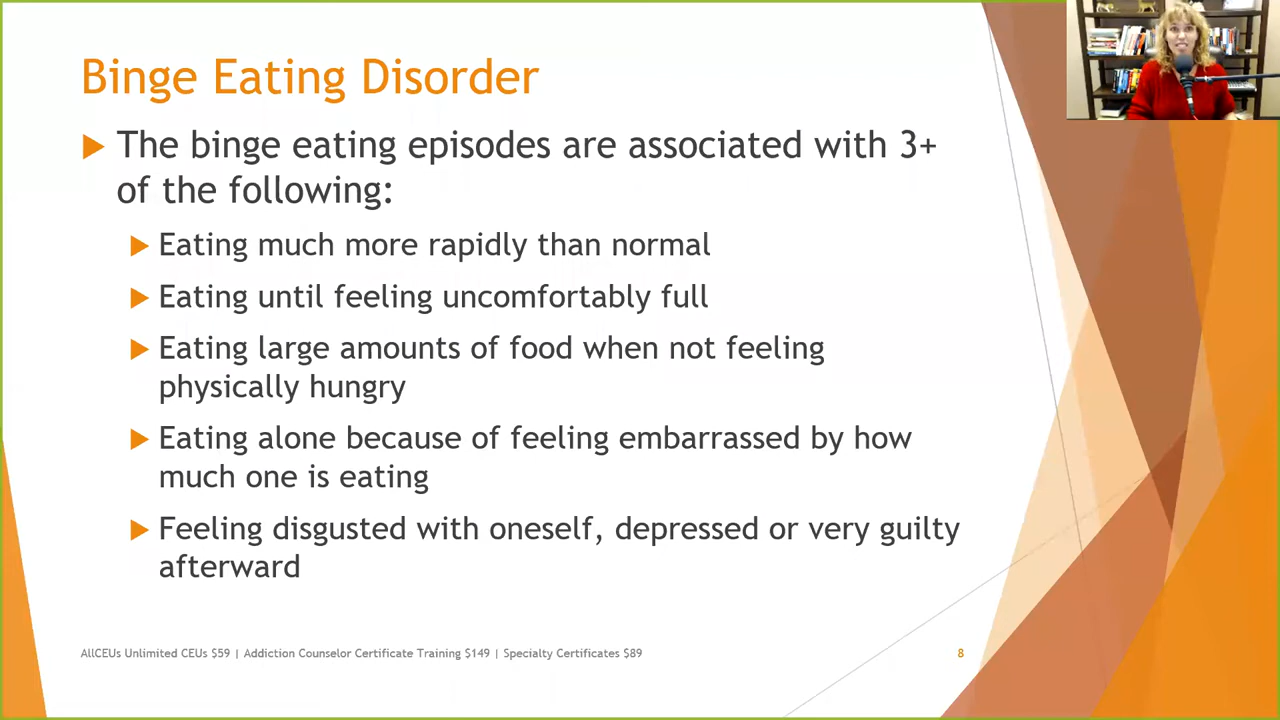 Binge Eating Disorder
The binge eating episodes are associated with 3+
of the following:
Eating much more rapidly than normal
Eating until feeling uncomfortably full
Eating large amounts of food when not feeling
physically hungry
Eating alone because of feeling embarrassed by how
much one is eating
Feeling disgusted with oneself, depressed or very guilty
afterward
AllCEUs Unlimited CEUs $59 | Addiction Counselor Certificate Training $149 | Specialty Certificates $89
8